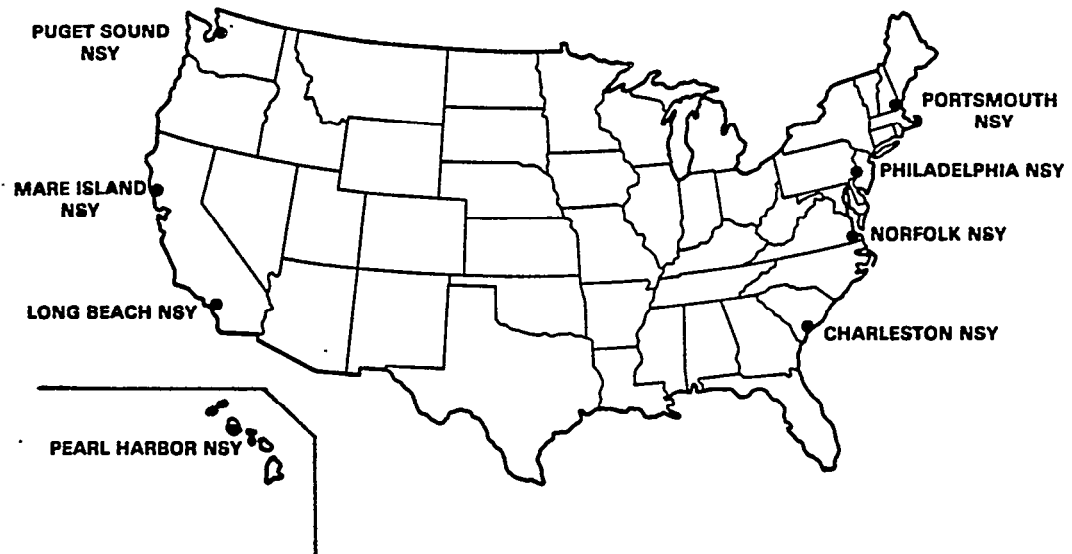 PUGET SOUND
NSY
PORTSMOUTH
NSY
PHILADELPHIA NSY
MARE ISLAND
NSY
NORFOLK NSY
LONG BEACH NSY
CHARLESTON NSY
PEARL HARBOR NSY